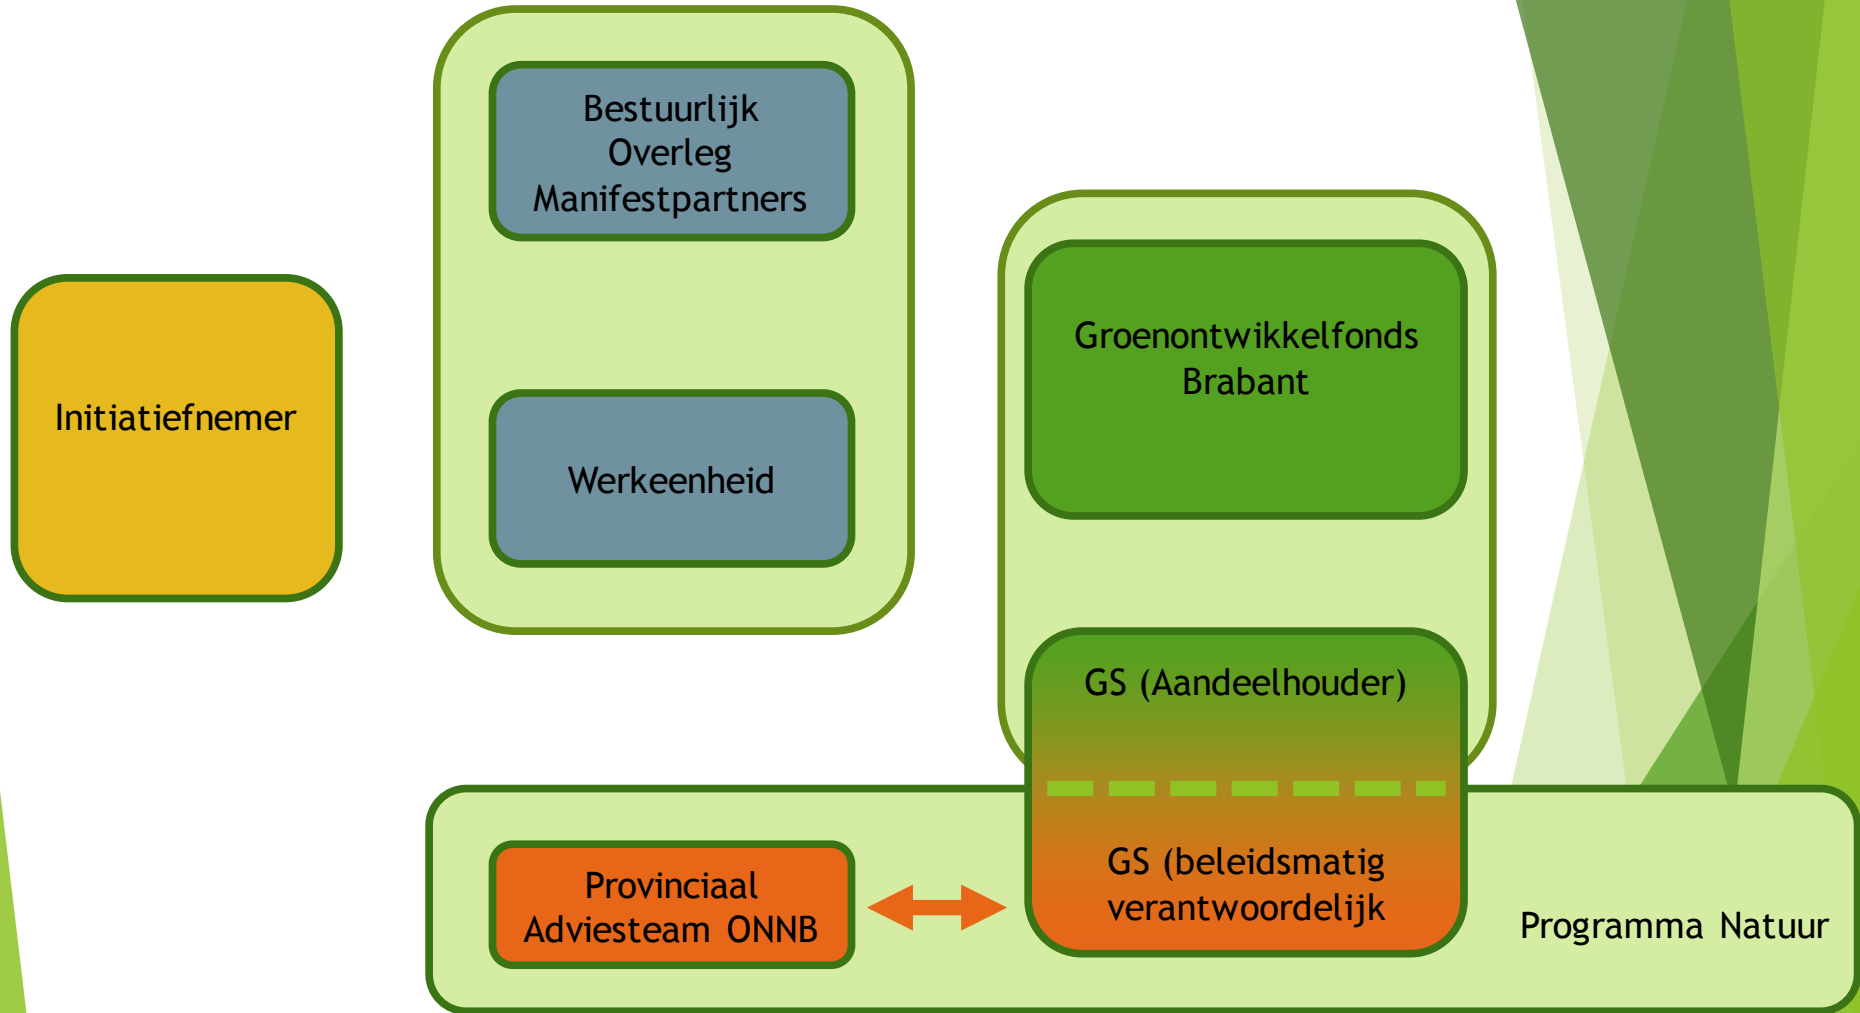 Bestuurlijk
Overleg
Manifestpartners
Initiatiefnemer
Werkeenheid
Groenontwikkelfonds
Brabant
GS (Aandeelhouder)
GS (beleidsmatig
verantwoordelijk
Provinciaal
Adviesteam ONNB
Programma Natuur